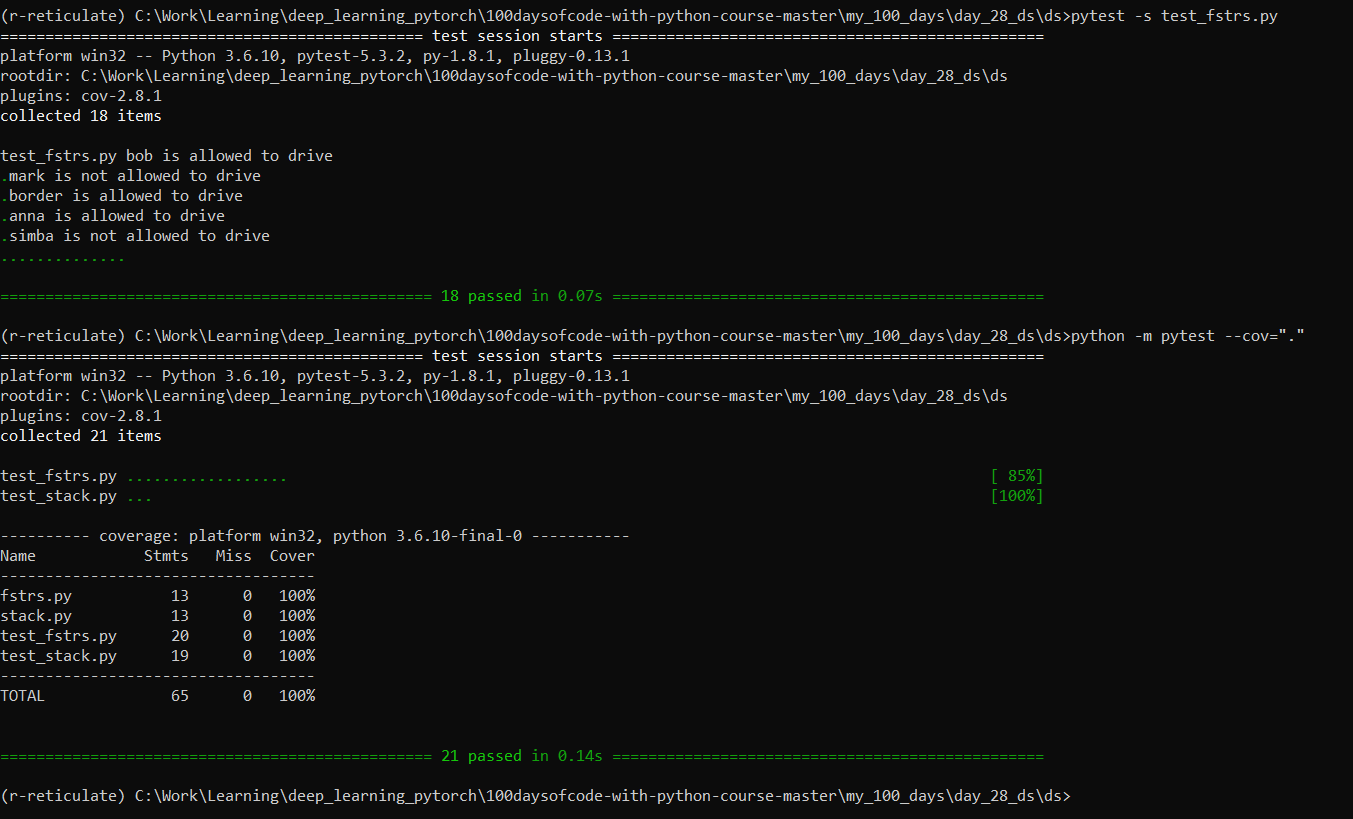 (r-reticulate) C:\Work\Learning\deep_learning_pytorch\100daysofcode-with-python-course-master\my_100_days\day_28_ds\ds>pytest -s test_fstrs.py
=============================================== test session starts ================================================
platform win32 -- Python 3.6.10, pytest-5.3.2, py-1.8.1, pluggy-0.13.1
rootdir: C:\Work\Learning\deep_learning_pytorch\100daysofcode-with-python-course-master\my_100_days\day_28_ds\ds
plugins: cov-2.8.1
collected 18 items
test_fstrs.py bob is allowed to drive
.mark is not allowed to drive
.border is allowed to drive
.anna is allowed to drive
.simba is not allowed to drive
..............
================================================ 18 passed in 0.07s ================================================
(r-reticulate) C:\Work\Learning\deep_learning_pytorch\100daysofcode-with-python-course-master\my_100_days\day_28_ds\ds>python -m pytest --cov="."
=============================================== test session starts ================================================
platform win32 -- Python 3.6.10, pytest-5.3.2, py-1.8.1, pluggy-0.13.1
rootdir: C:\Work\Learning\deep_learning_pytorch\100daysofcode-with-python-course-master\my_100_days\day_28_ds\ds
plugins: cov-2.8.1
collected 21 items
test_fstrs.py .................. [ 85%]
test_stack.py ... [100%]
---------- coverage: platform win32, python 3.6.10-final-0 -----------
Name Stmts Miss Cover
-----------------------------------
fstrs.py 13 0 100%
stack.py 13 0 100%
test_fstrs.py 20 0 100%
test_stack.py 19 0 100%
-----------------------------------
TOTAL 65 0 100%
================================================ 21 passed in 0.14s ================================================
(r-reticulate) C:\Work\Learning\deep_learning_pytorch\100daysofcode-with-python-course-master\my_100_days\day_28_ds\ds>